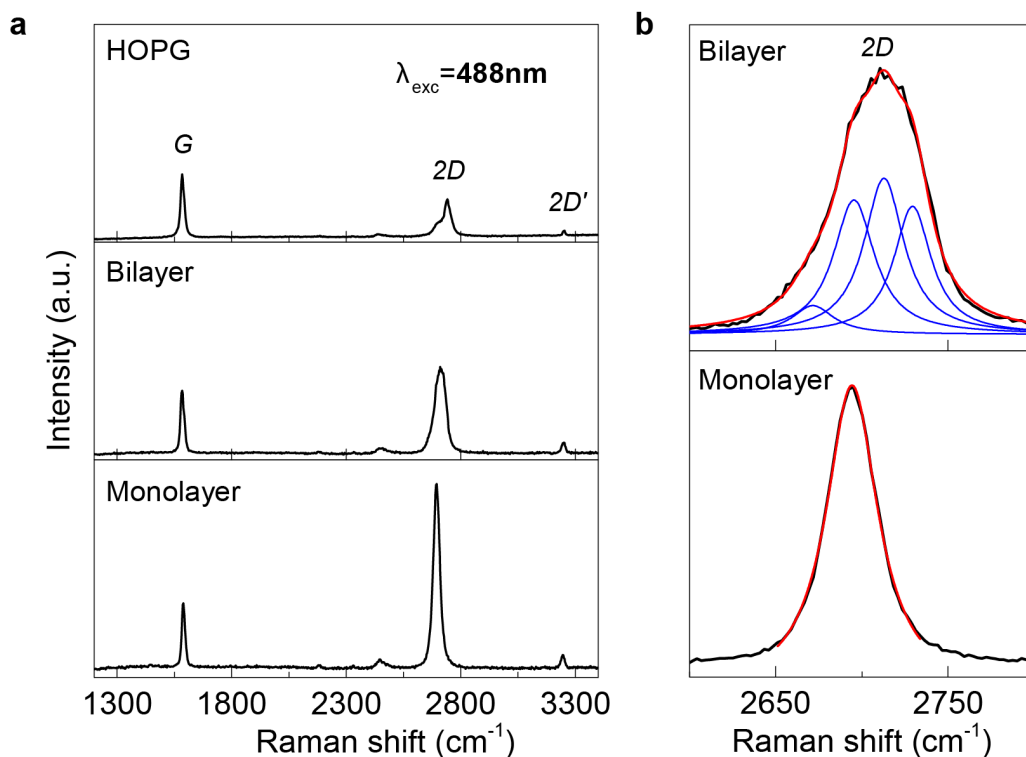 a
HOPG
λexc=488nm
G
2D
2D'
Bilayer
Monolayer
Intensity (a.u.)
1300 1800 2300 2800 3300
Raman shift (cm⁻¹)
b
Bilayer
2D
Monolayer
2650 2750
Raman shift (cm⁻¹)